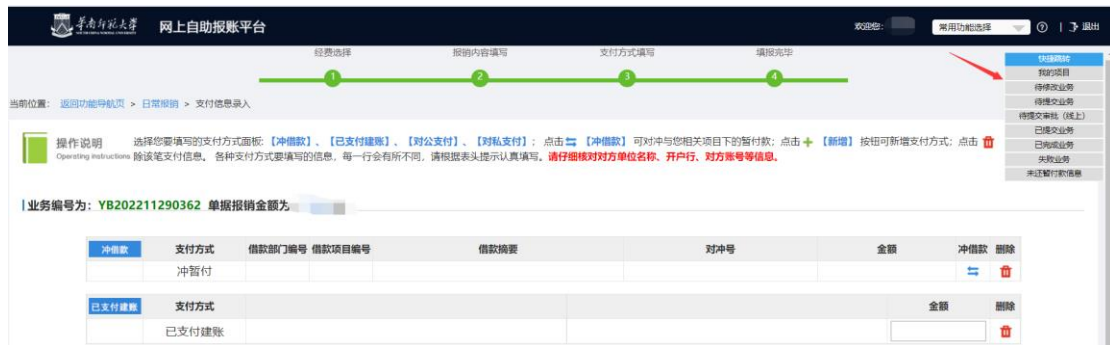 华南师范大学 网上自助报账平台 欢迎您: 常用功能选择 退出
经费选择 报销内容填写 支付方式填写 填报完毕
1 2 3 4
快捷跳转
我的项目
待修改业务
待提交业务
待提交审批（线上）
已提交业务
已完成业务
失败业务
未还暂付款信息
当前位置： 返回功能导航页 > 日常报销 > 支付信息录入
操作说明 选择您要填写的支付方式面板:【冲借款】、【已支付建账】、【对公支付】、【对私支付】; 点击 【冲借款】可对冲与您相关项目下的暂付款; 点击 【新增】按钮可新增支付方式; 点击
Operating Instructions 除该笔支付信息。 各种支付方式要填写的信息, 每一行会有所不同, 请根据表头提示认真填写。请仔细核对对方单位名称、开户行、对方账号等信息。
业务编号为: YB202211290362 单据报销金额为
冲借款 支付方式 借款部门编号 借款项目编号 借款摘要 对冲号 金额 冲借款 删除
冲暂付
已支付建账 支付方式 金额 删除
已支付建账